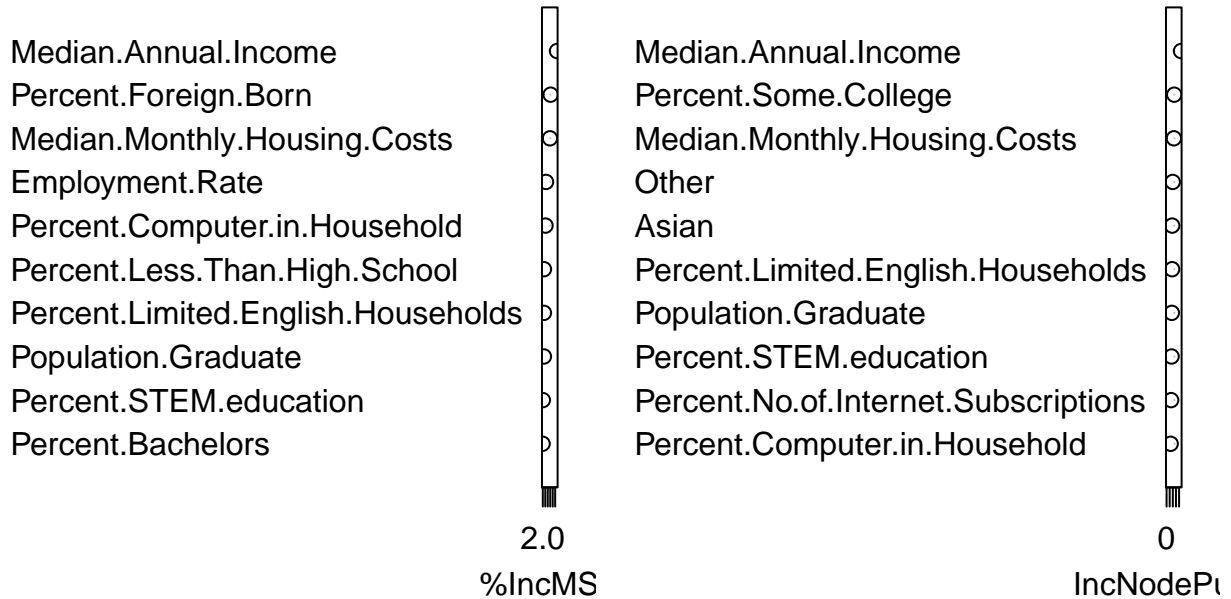 Median.Annual.Income
Percent.Foreign.Born
Median.Monthly.Housing.Costs
Employment.Rate
Percent.Computer.in.Household
Percent.Less.Than.High.School
Percent.Limited.English.Households
Population.Graduate
Percent.STEM.education
Percent.Bachelors
2.0
%IncMS
Median.Annual.Income
Percent.Some.College
Median.Monthly.Housing.Costs
Other
Asian
Percent.Limited.English.Households
Population.Graduate
Percent.STEM.education
Percent.No.of.Internet.Subscriptions
Percent.Computer.in.Household
0
IncNodePu